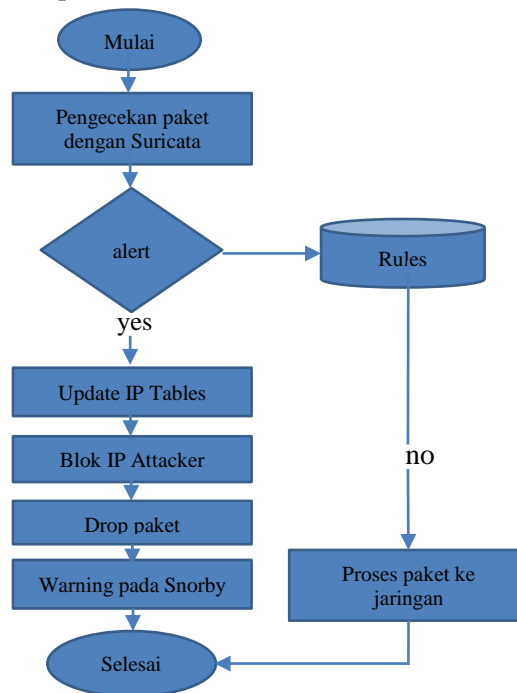 Mulai
Pengecekan paket
dengan Suricata
alert
Rules
yes
Update IP Tables
Blok IP Attacker
no
Drop paket
Warning pada Snorby
Proses paket ke
jaringan
Selesai